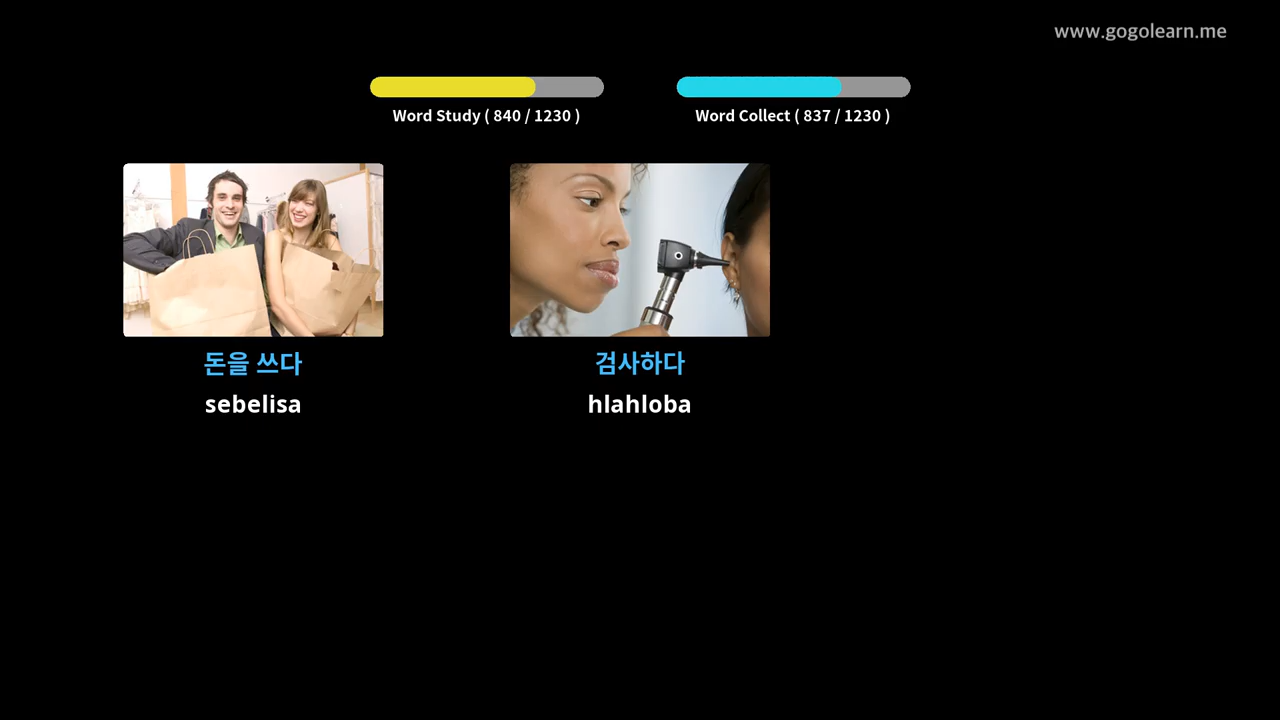 www.gogolearn.me
Word Study ( 840 / 1230 )
Word Collect ( 837 / 1230 )
돈을 쓰다
sebelisa
검사하다
hlahloba